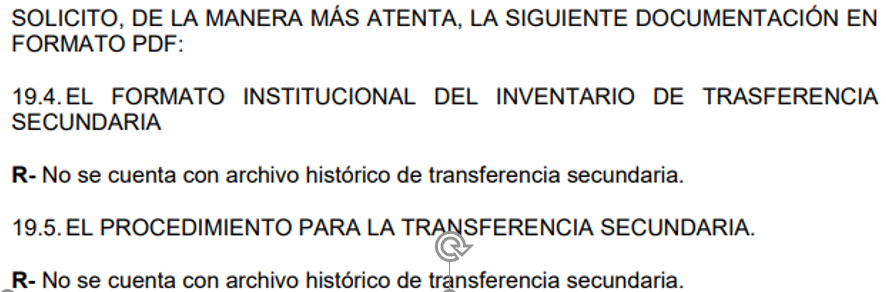 SOLICITO, DE LA MANERA MÁS ATENTA, LA SIGUIENTE DOCUMENTACIÓN EN
FORMATO PDF:
19.4. EL FORMATO INSTITUCIONAL DEL INVENTARIO DE TRASFERENCIA
SECUNDARIA
R- No se cuenta con archivo histórico de transferencia secundaria.
19.5. EL PROCEDIMIENTO PARA LA TRANSFERENCIA SECUNDARIA.
R- No se cuenta con archivo histórico de transferencia secundaria.